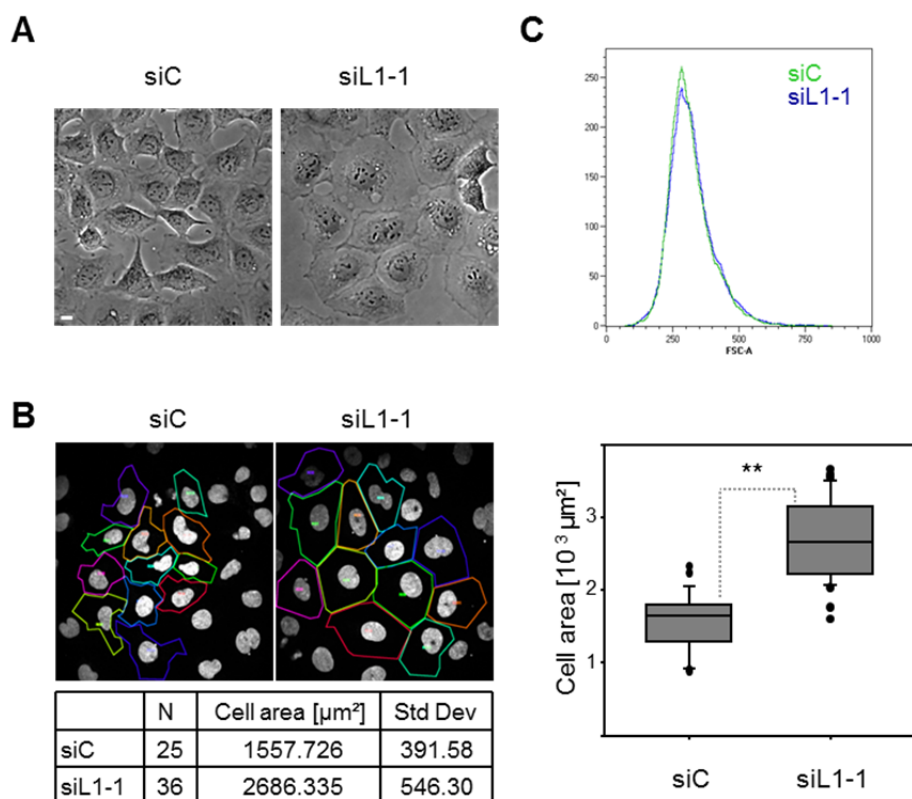 A
siC
siL1-1
C
siC
siL1-1
250
200
150
100
50
0
0
250
500
750
1000
FSC-A
B
siC
siL1-1
N
Cell area [µm²]
Std Dev
siC
25
1557.726
391.58
siL1-1
36
2686.335
546.30
Cell area [10³ µm²]
3
2
1
**
siC
siL1-1